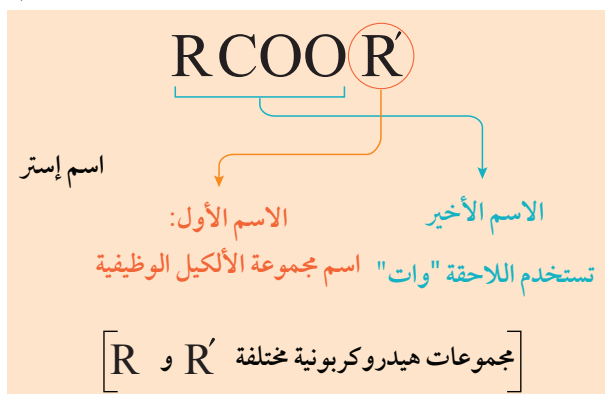 RCOOR′
اسم إستر
الاسم الأخير
الاسم الأول:
تستخدم اللاحقة "وات"
اسم مجموعة الألكيل الوظيفية
[مجموعات هيدروكربونية مختلفة R′ و R]